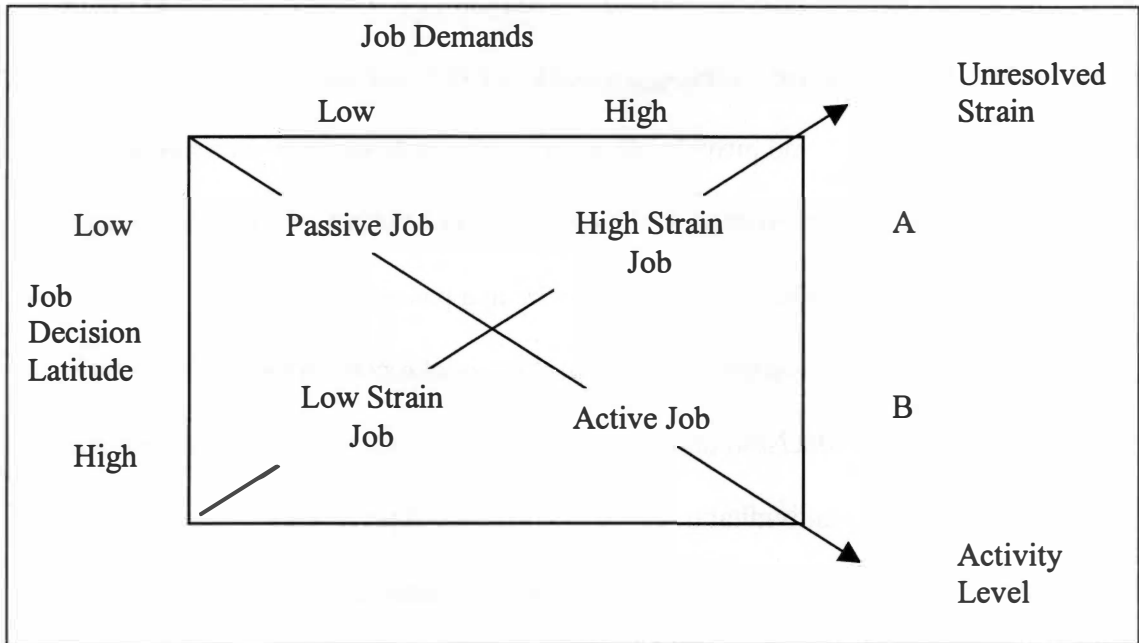 Job Demands
Unresolved
Strain
Low
High
Low
Passive Job
High Strain
Job
A
Job
Decision
Latitude
Low Strain
Job
Active Job
B
High
Activity
Level